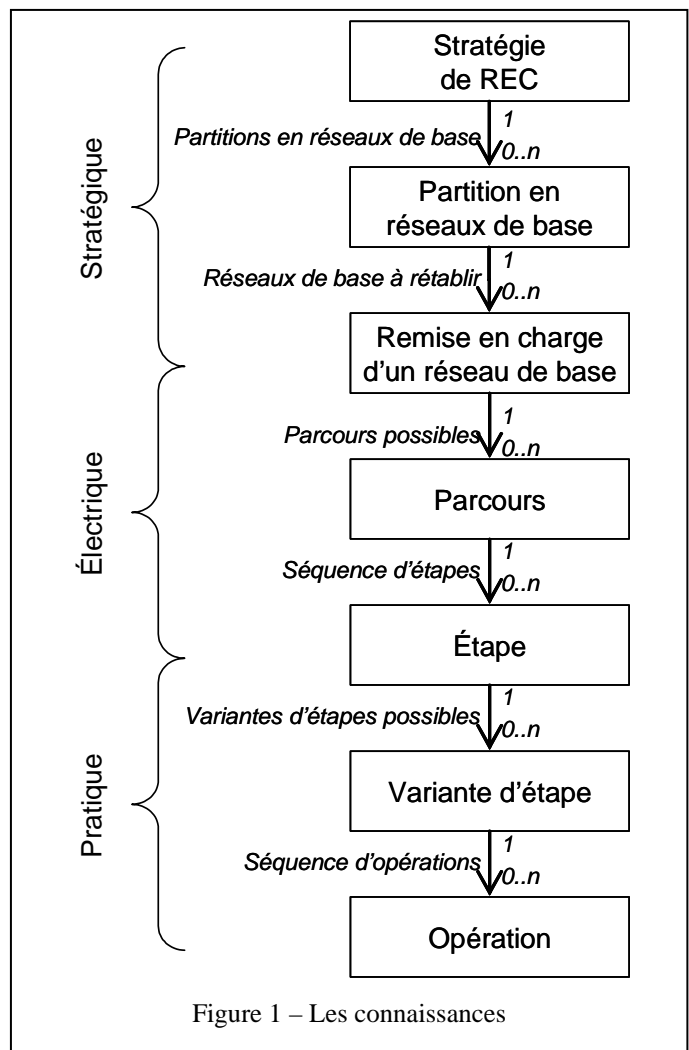 Stratégie
de REC
1
Partitions en réseaux de base
0..n
Partition en
réseaux de base
Stratégique
1
Réseaux de base à rétablir
0..n
Remise en charge
d'un réseau de base
1
Parcours possibles
0..n
Parcours
Électrique
1
Séquence d'étapes
0..n
Étape
1
Variantes d'étapes possibles
0..n
Variante d'étape
Pratique
1
Séquence d'opérations
0..n
Opération
Figure 1 – Les connaissances